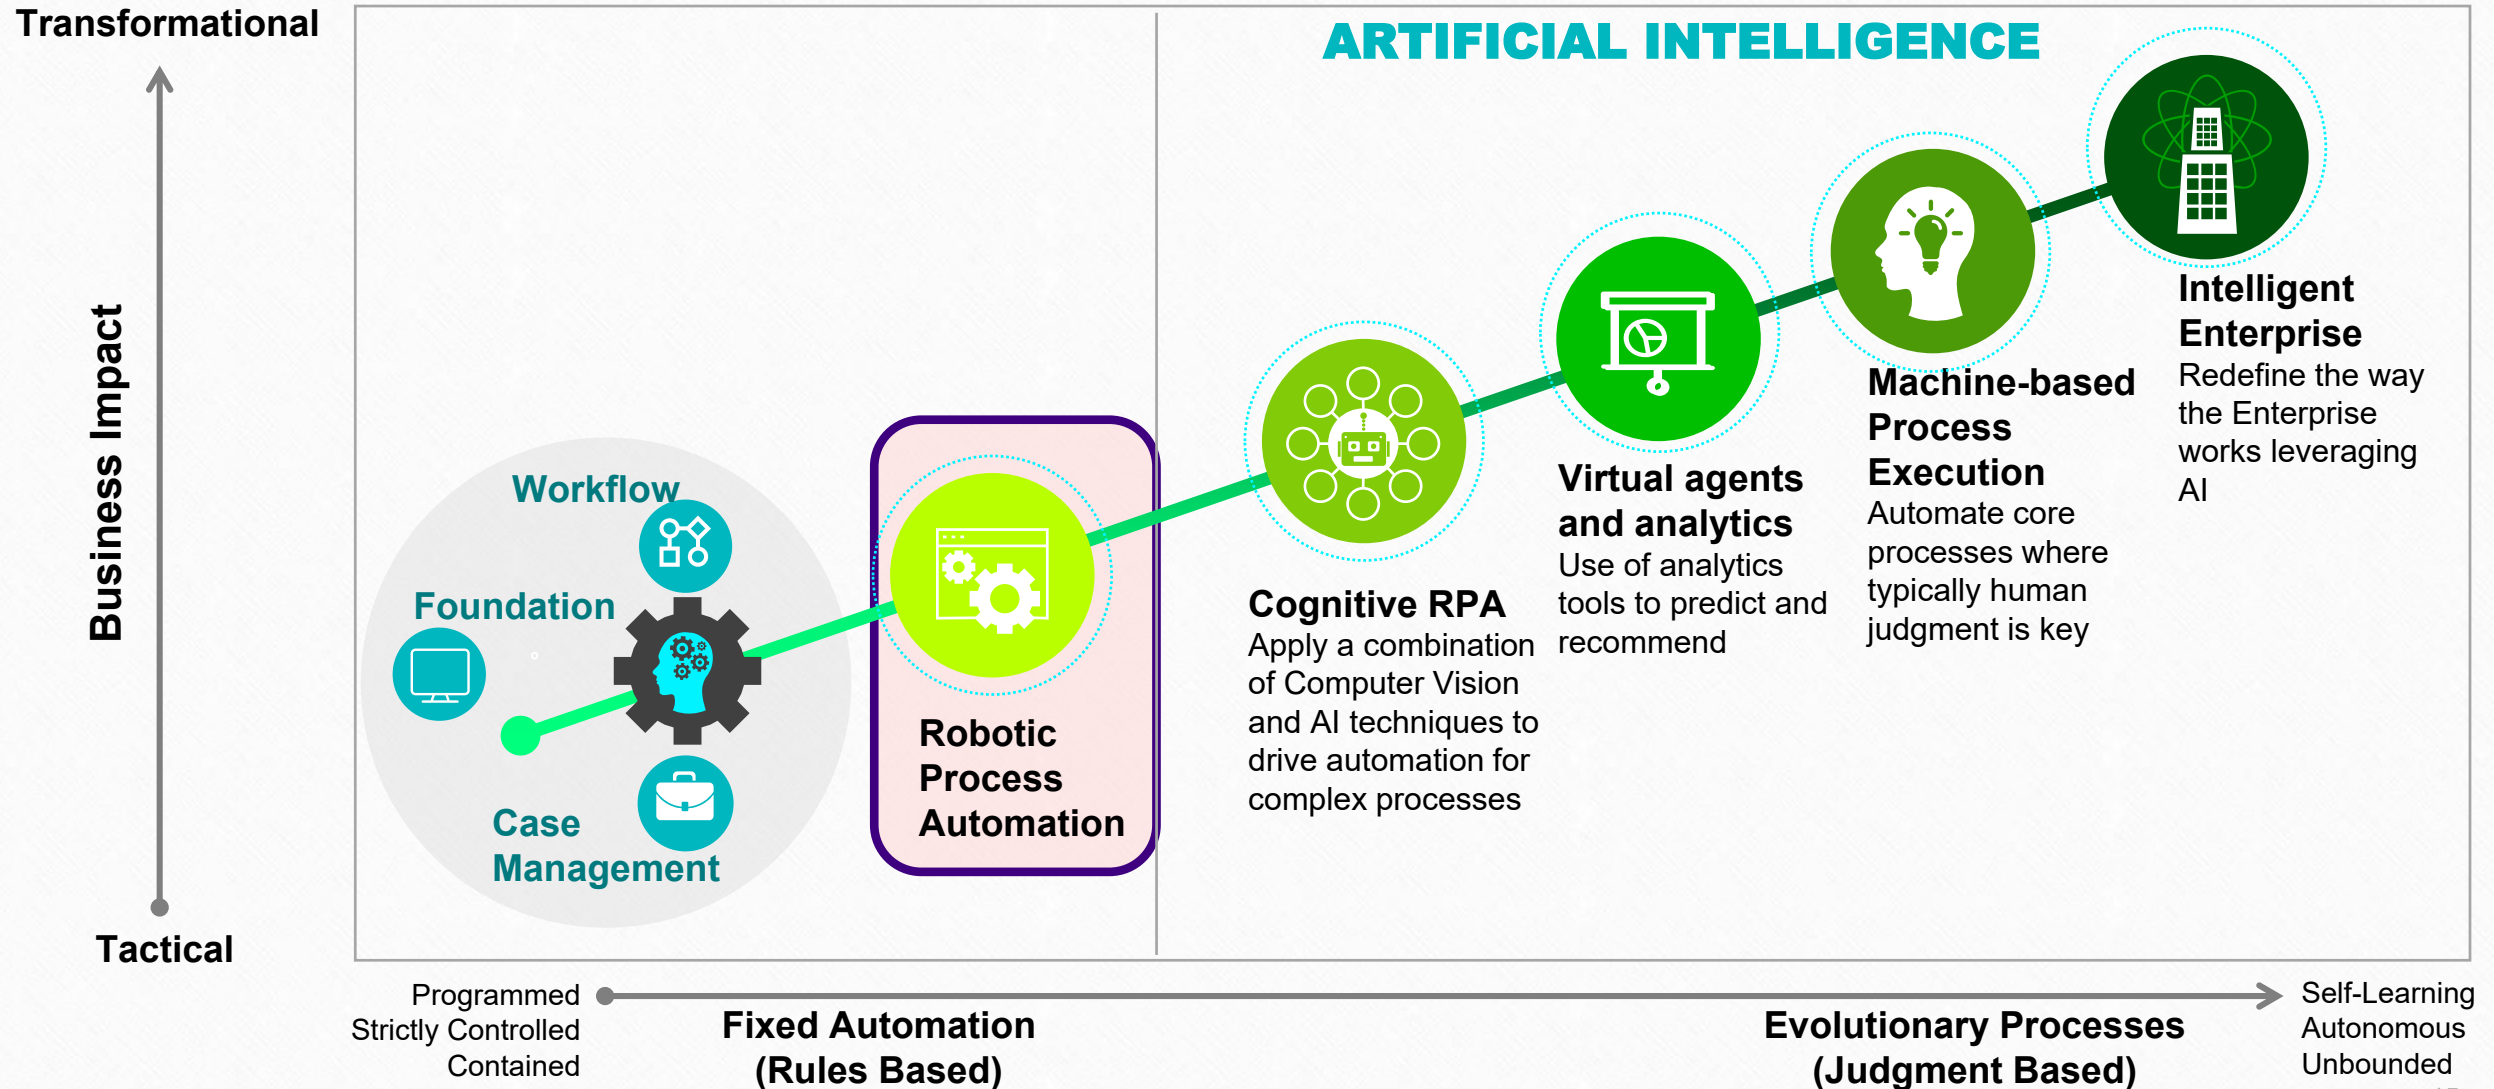 Transformational
ARTIFICIAL INTELLIGENCE
Business Impact
Tactical
Workflow
Foundation
Case
Management
Robotic
Process
Automation
Cognitive RPA
Apply a combination
of Computer Vision
and AI techniques to
drive automation for
complex processes
Virtual agents
and analytics
Use of analytics
tools to predict and
recommend
Machine-based
Process
Execution
Automate core
processes where
typically human
judgment is key
Intelligent
Enterprise
Redefine the way
the Enterprise
works leveraging
AI
Programmed
Strictly Controlled
Contained
Fixed Automation
(Rules Based)
Evolutionary Processes
(Judgment Based)
Self-Learning
Autonomous
Unbounded